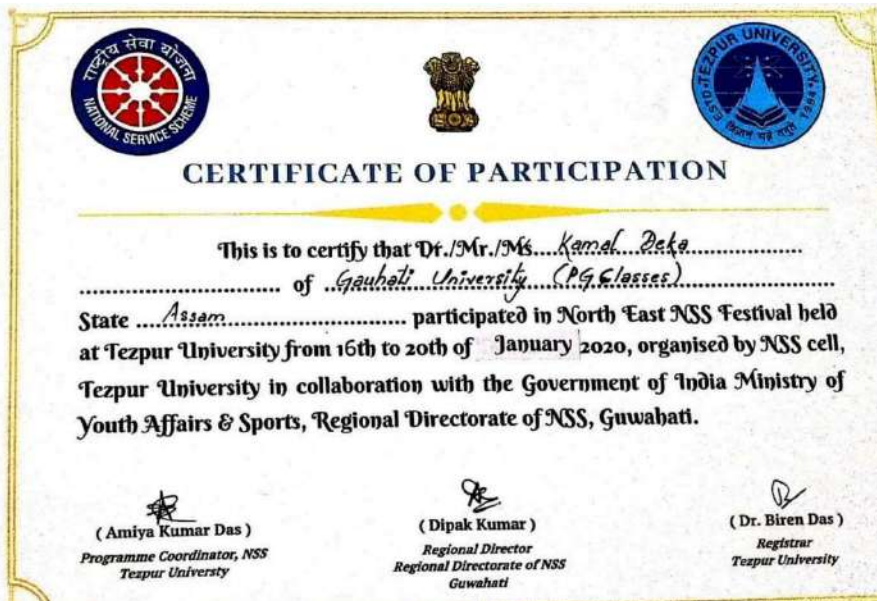 राष्ट्रीय सेवा योजना
NATIONAL SERVICE SCHEME
ESTD. TEZPUR UNIVERSITY 1994
CERTIFICATE OF PARTICIPATION
This is to certify that Dr./Mr./Ms....Kamal Deka..................
................................ of ..Gauhati University (P.G. Classes)..................
State .....Assam............................ participated in North East NSS Festival held
at Tezpur University from 16th to 20th of January 2020, organised by NSS cell,
Tezpur University in collaboration with the Government of India Ministry of
Youth Affairs & Sports, Regional Directorate of NSS, Guwahati.
( Amiya Kumar Das )
Programme Coordinator, NSS
Tezpur Universty
( Dipak Kumar )
Regional Director
Regional Directorate of NSS
Guwahati
( Dr. Biren Das )
Registrar
Tezpur University